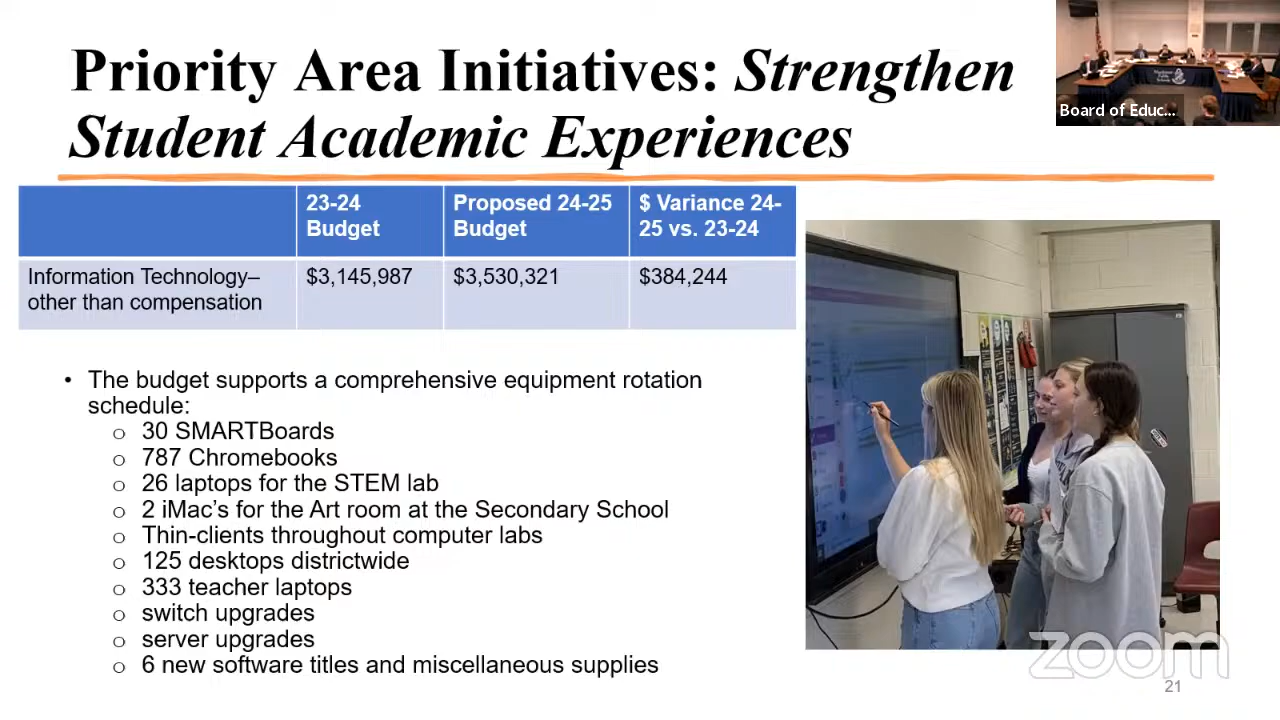 Priority Area Initiatives: Strengthen
Student Academic Experiences
Board of Educ...
23-24
Budget
Proposed 24-25
Budget
$ Variance 24-
25 vs. 23-24
Information Technology–
other than compensation
$3,145,987
$3,530,321
$384,244
• The budget supports a comprehensive equipment rotation
schedule:
o 30 SMARTBoards
o 787 Chromebooks
o 26 laptops for the STEM lab
o 2 iMac's for the Art room at the Secondary School
o Thin-clients throughout computer labs
o 125 desktops districtwide
o 333 teacher laptops
o switch upgrades
o server upgrades
o 6 new software titles and miscellaneous supplies
zoom
21